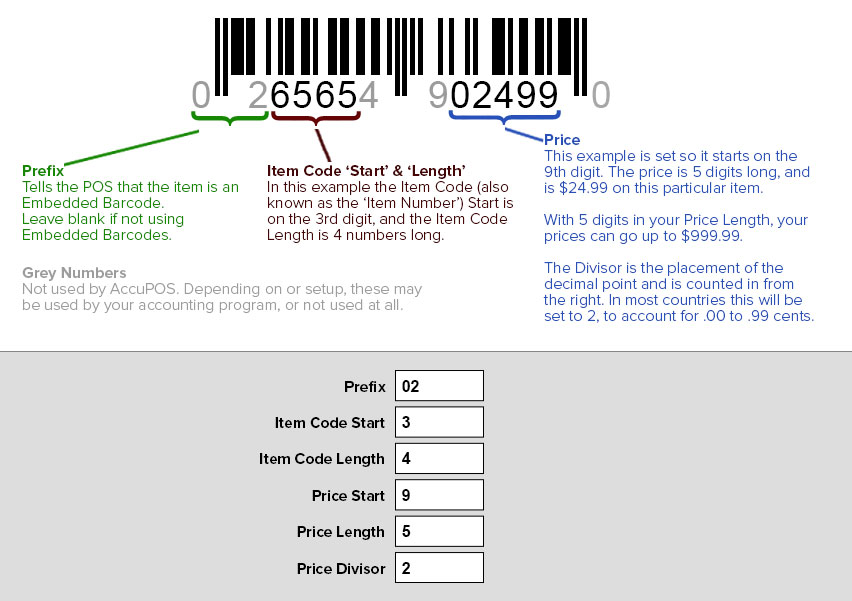 0 265654 902499 0
Prefix
Tells the POS that the item is an
Embedded Barcode.
Leave blank if not using
Embedded Barcodes.
Item Code ‘Start’ & ‘Length’
In this example the Item Code (also
known as the ‘Item Number’) Start is
on the 3rd digit, and the Item Code
Length is 4 numbers long.
Price
This example is set so it starts on the
9th digit. The price is 5 digits long, and
is $24.99 on this particular item.
With 5 digits in your Price Length, your
prices can go up to $999.99.
The Divisor is the placement of the
decimal point and is counted in from
the right. In most countries this will be
set to 2, to account for .00 to .99 cents.
Grey Numbers
Not used by AccuPOS. Depending on or setup, these may
be used by your accounting program, or not used at all.
Prefix 02
Item Code Start 3
Item Code Length 4
Price Start 9
Price Length 5
Price Divisor 2